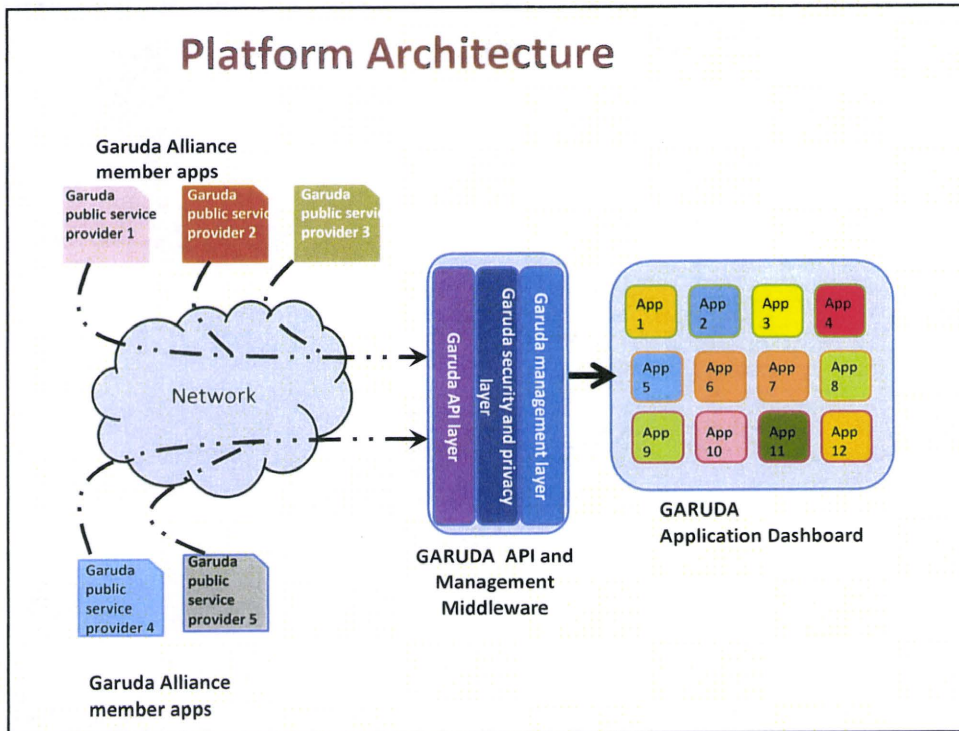 Platform Architecture
Garuda Alliance
member apps
Garuda
public service
provider 1
Garuda
public servic
provider 2
Garuda
public service
provider 3
Network
Garuda API layer
Garuda security and privacy
layer
Garuda management layer
App
1
App
2
App
3
App
4
App
5
App
6
App
7
App
8
App
9
App
10
App
11
App
12
GARUDA
Application Dashboard
GARUDA API and
Management
Middleware
Garuda
public
service
provider 4
Garuda
public
service
provider 5
Garuda Alliance
member apps